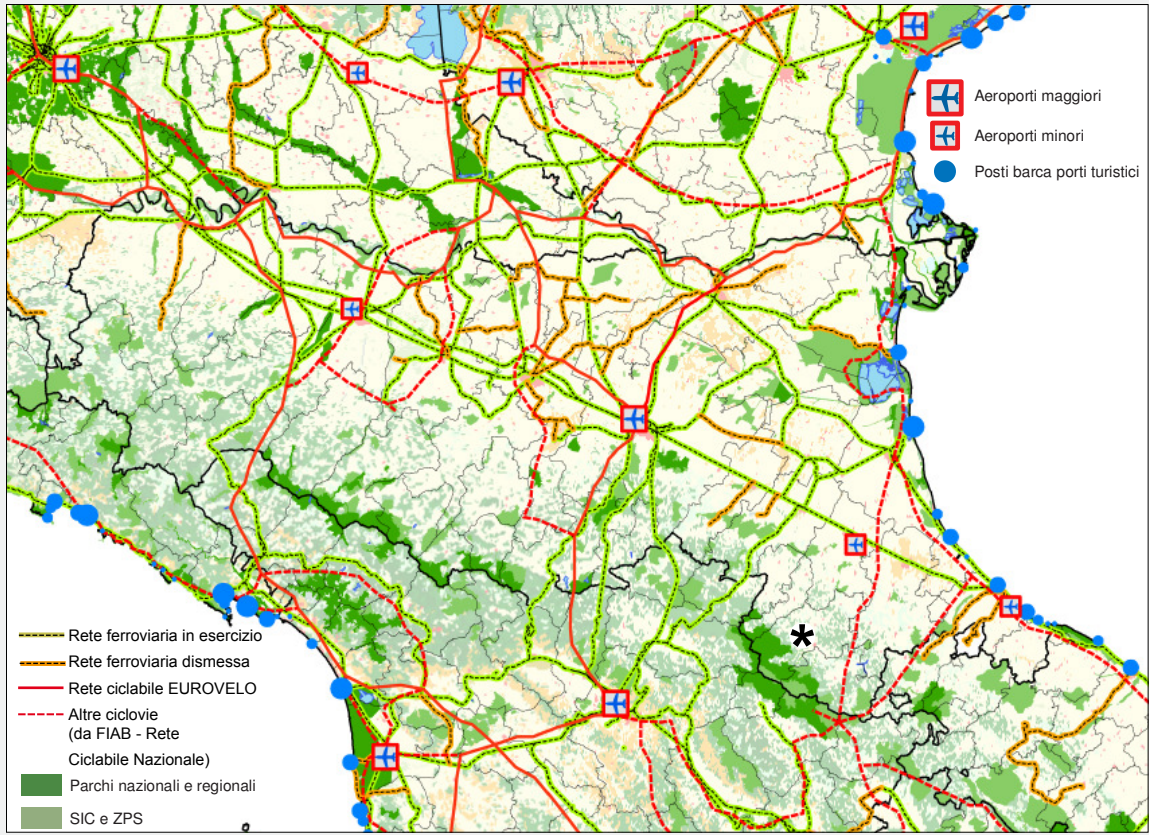 Aeroporti maggiori
Aeroporti minori
Posti barca porti turistici
Rete ferroviaria in esercizio
Rete ferroviaria dismessa
Rete ciclabile EUROVELO
Altre ciclovie
(da FIAB - Rete
Ciclabile Nazionale)
Parchi nazionali e regionali
SIC e ZPS
*